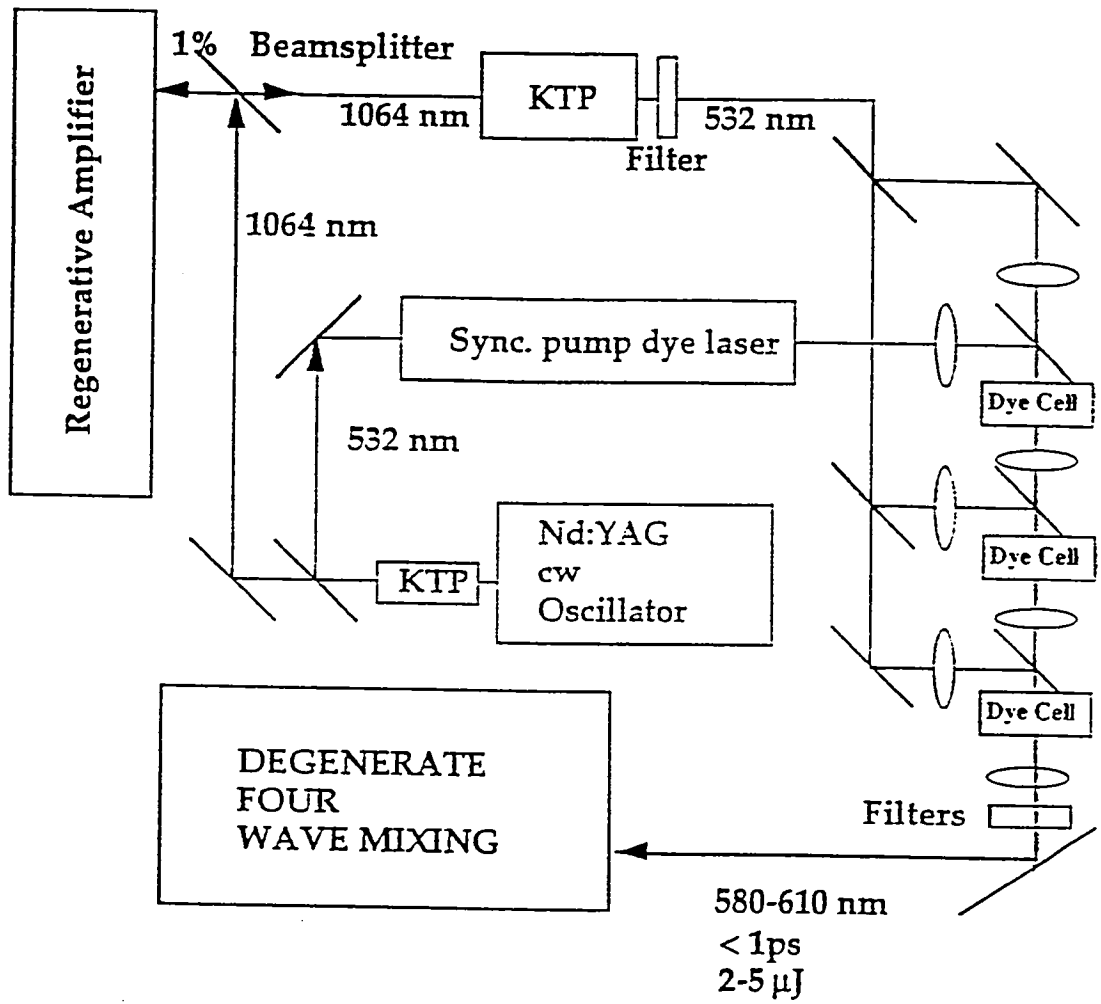 1% Beamsplitter
Regenerative Amplifier
1064 nm
KTP
Filter
532 nm
1064 nm
Sync. pump dye laser
Dye Cell
532 nm
Nd:YAG
cw
Oscillator
KTP
Dye Cell
Dye Cell
DEGENERATE
FOUR
WAVE MIXING
Filters
580-610 nm
< 1ps
2-5 µJ